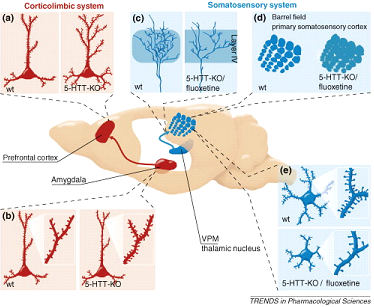 Corticolimbic system
Somatosensory system
(a)
wt
5-HTT-KO
(c)
wt
5-HTT-KO/
fluoxetine
Layer IV
(d)
Barrel field
primary somatosensory cortex
wt
5-HTT-KO/
fluoxetine
Prefrontal cortex
Amygdala
VPM
thalamic nucleus
(b)
wt
5-HTT-KO
(e)
wt
5-HTT-KO / fluoxetine
TRENDS in Pharmacological Sciences